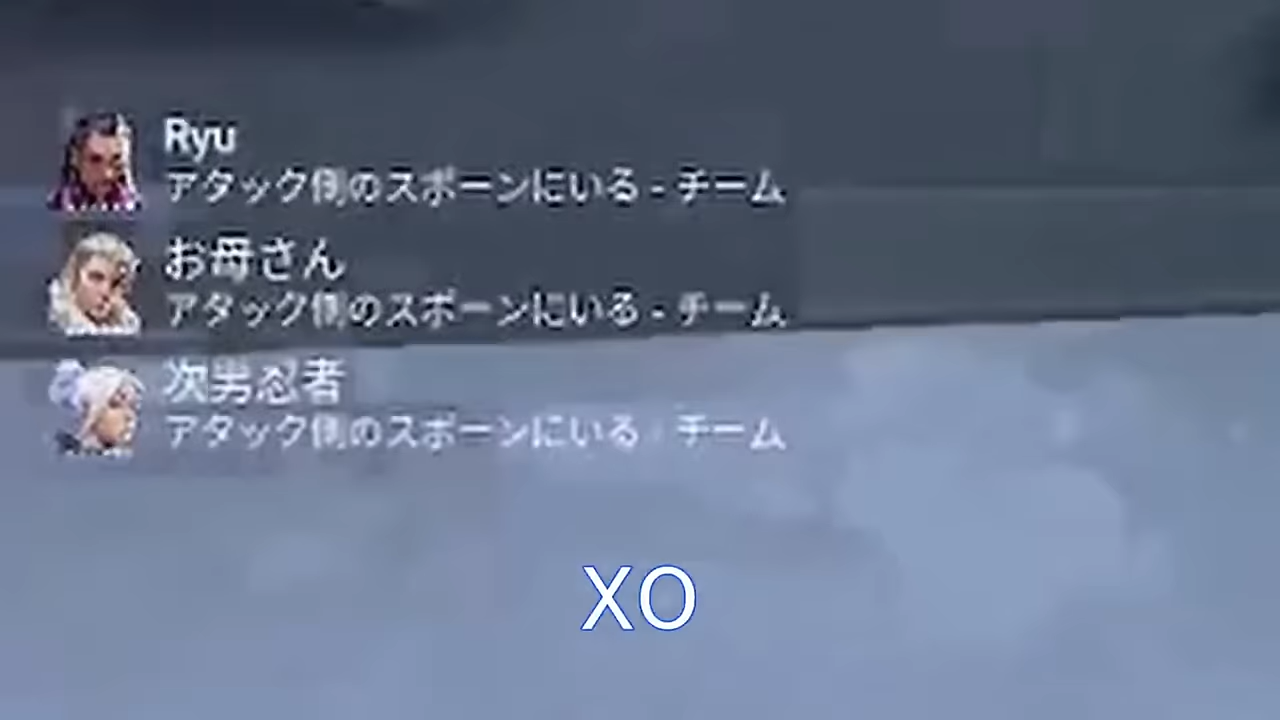 Ryu
アタック側のスポーンにいる - チーム
お母さん
アタック側のスポーンにいる - チーム
次男忍者
アタック側のスポーンにいる - チーム
XO